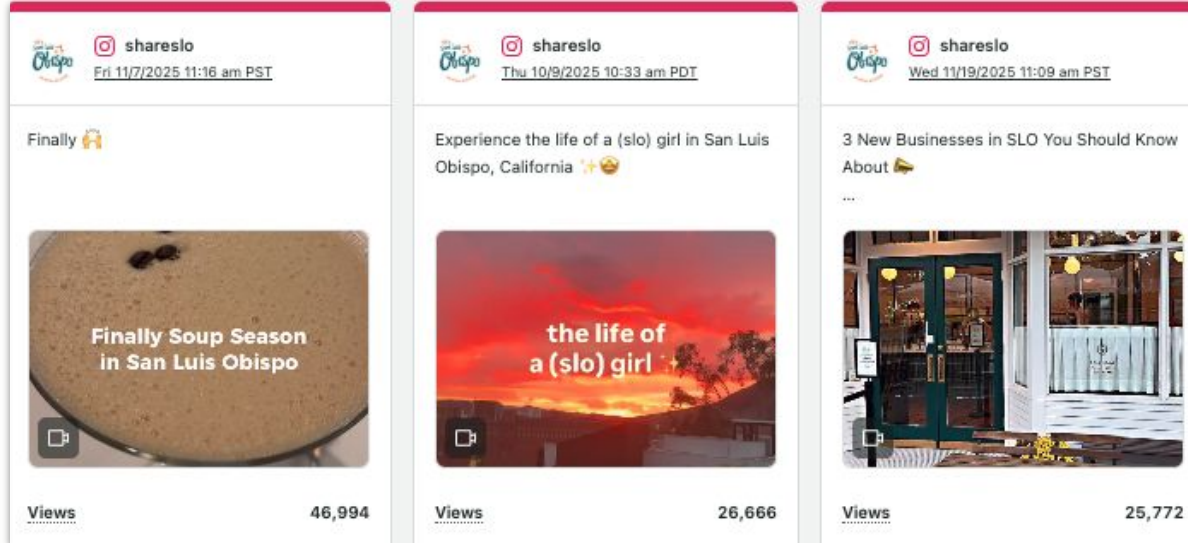 Obispo
shareslo
Fri 11/7/2025 11:16 am PST
Finally 🙌
Finally Soup Season
in San Luis Obispo
Views 46,994
Obispo
shareslo
Thu 10/9/2025 10:33 am PDT
Experience the life of a (slo) girl in San Luis
Obispo, California ✨🤩
the life of
a (slo) girl ✨
Views 26,666
Obispo
shareslo
Wed 11/19/2025 11:09 am PST
3 New Businesses in SLO You Should Know
About 📣
...
Views 25,772